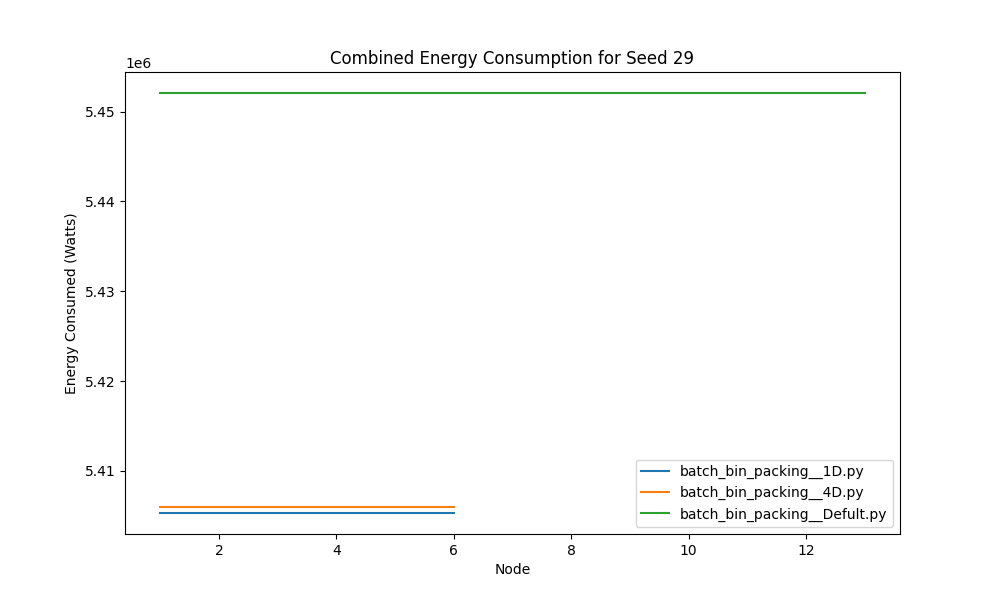 Combined Energy Consumption for Seed 29
1e6
5.45
5.44
5.43
5.42
5.41
Energy Consumed (Watts)
2 4 6 8 10 12
Node
batch_bin_packing__1D.py
batch_bin_packing__4D.py
batch_bin_packing__Defult.py